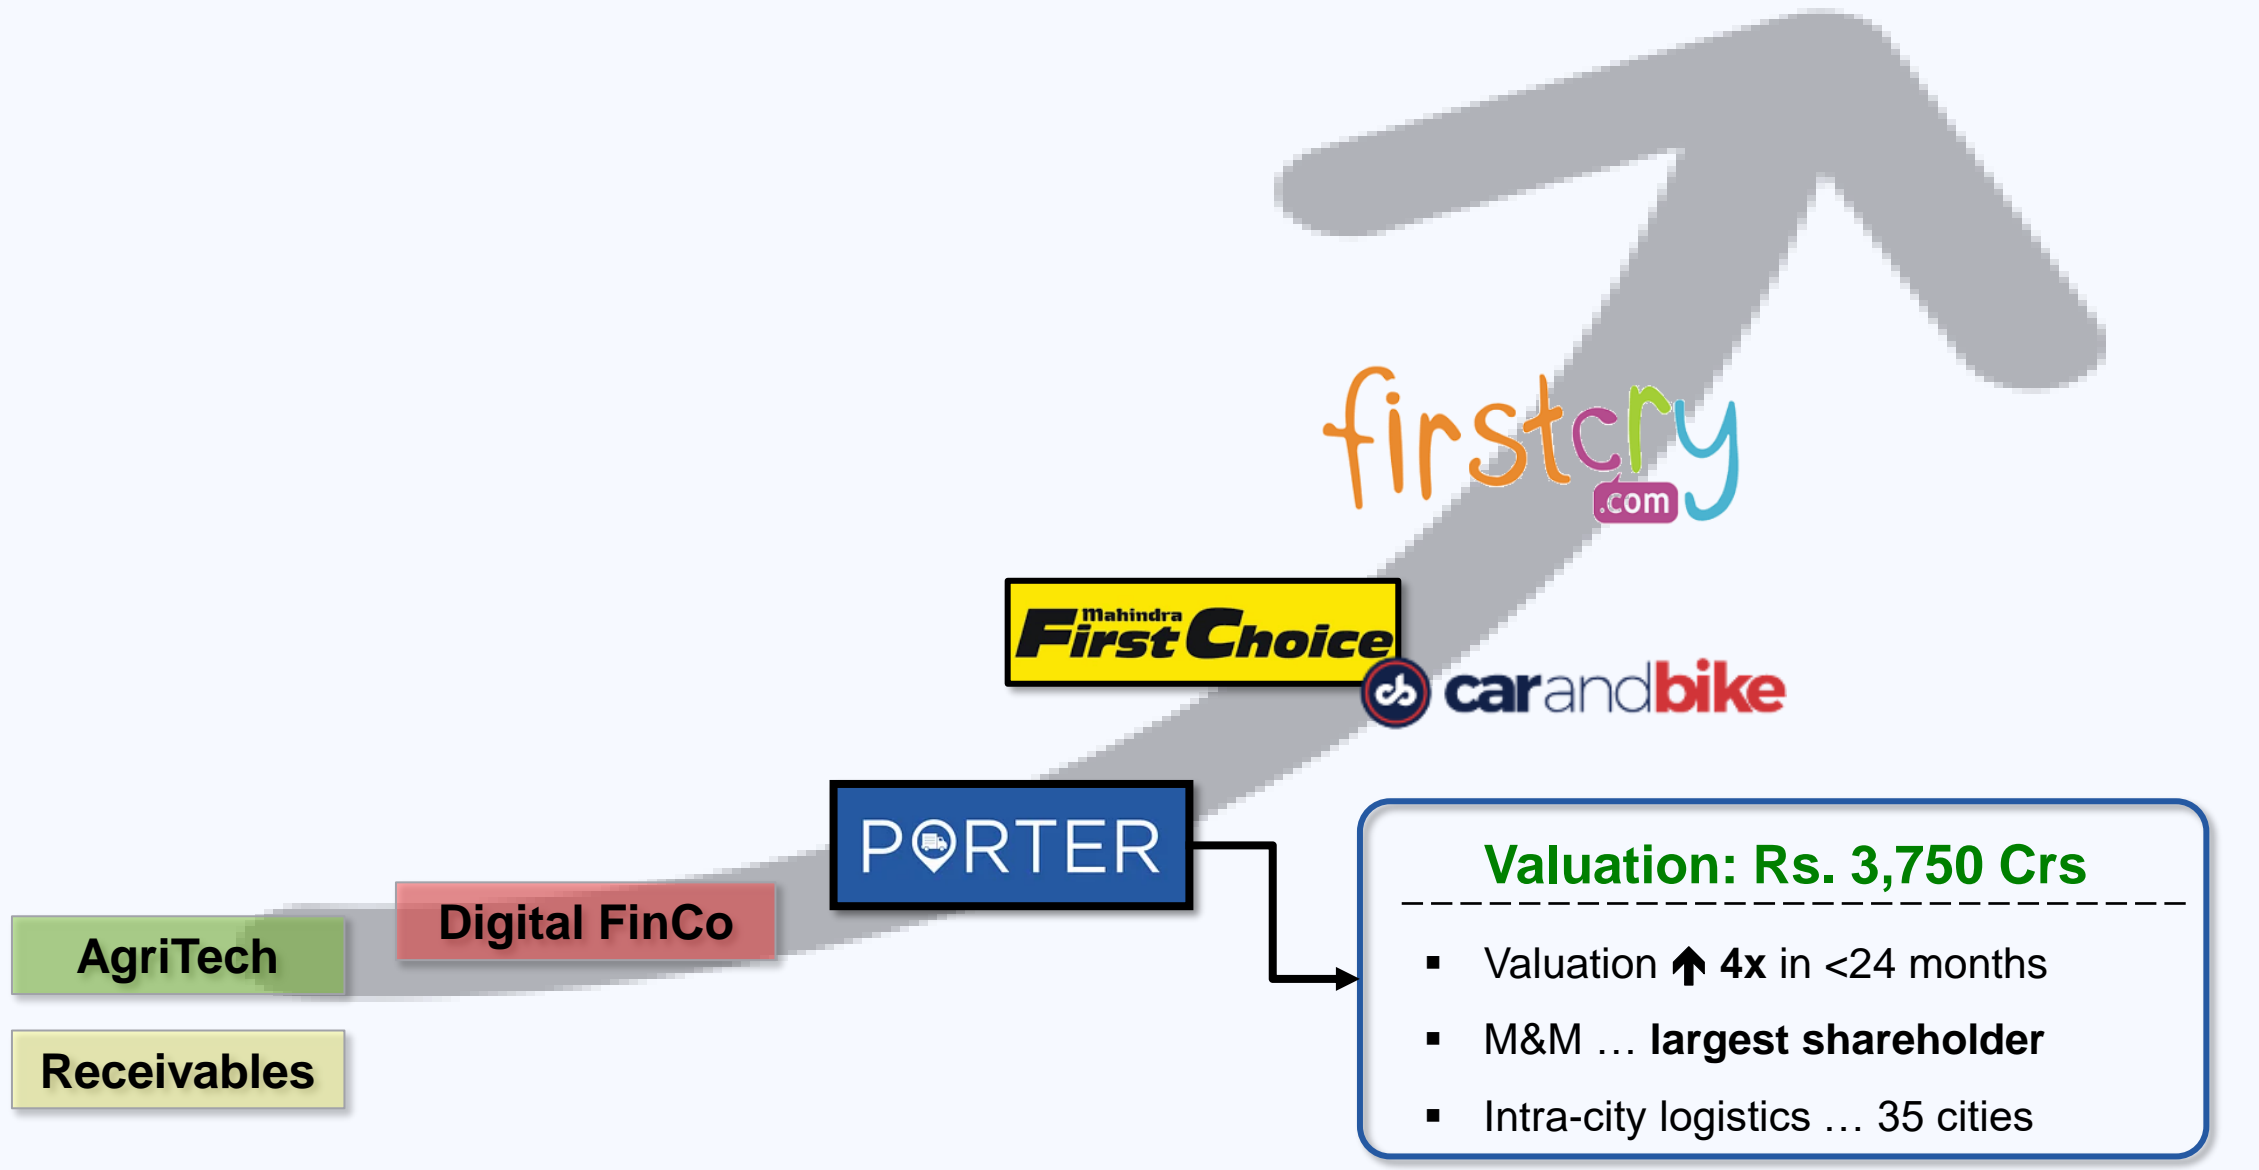 firstcry
.com
Mahindra
First Choice
cb carandbike
PORTER
Digital FinCo
AgriTech
Receivables
Valuation: Rs. 3,750 Crs
▪ Valuation 🡹 4x in <24 months
▪ M&M … largest shareholder
▪ Intra-city logistics … 35 cities